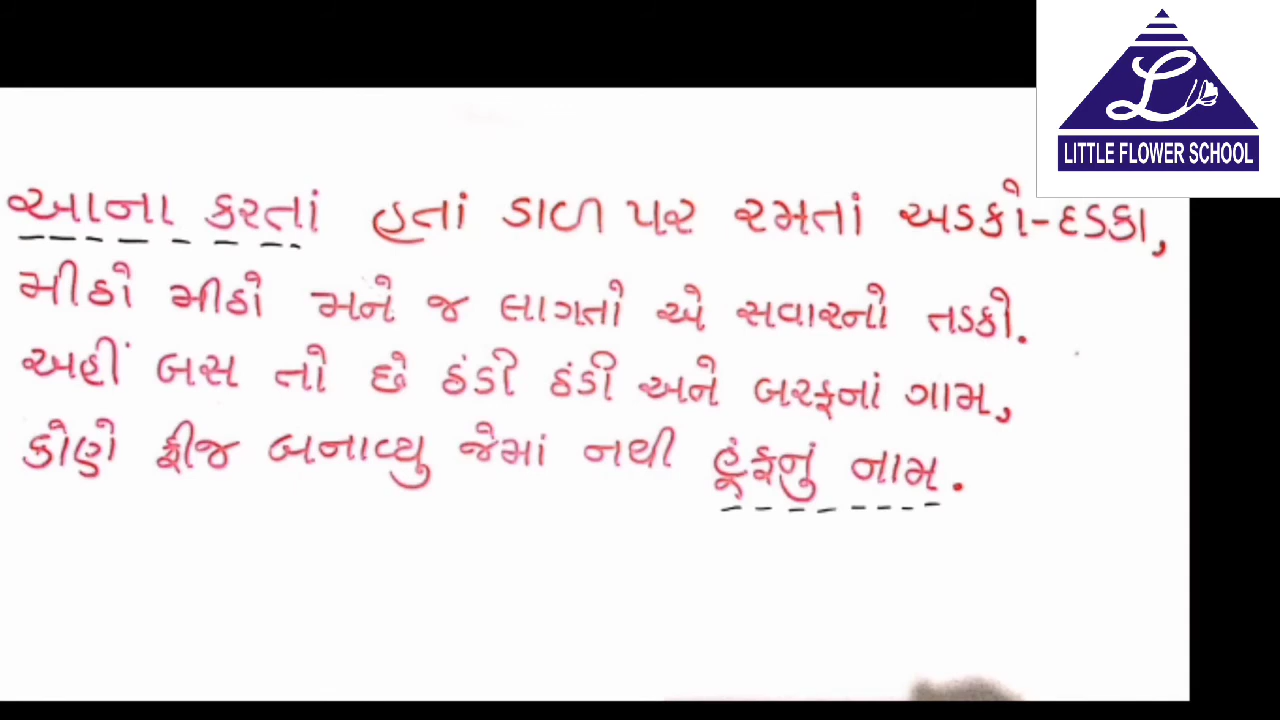 LITTLE FLOWER SCHOOL
આના કરતાં હતાં ડાળ પર રમતાં અડકો-દડકા,
મીઠો મીઠો મને જ લાગતો એ સવારનો તડકો.
અહીં બસ તો છે ઠંડી ઠંડી અને બરફનાં ગામ,
કોણે ફ્રીજ બનાવ્યુ જેમાં નથી હૂંફનું નામ.